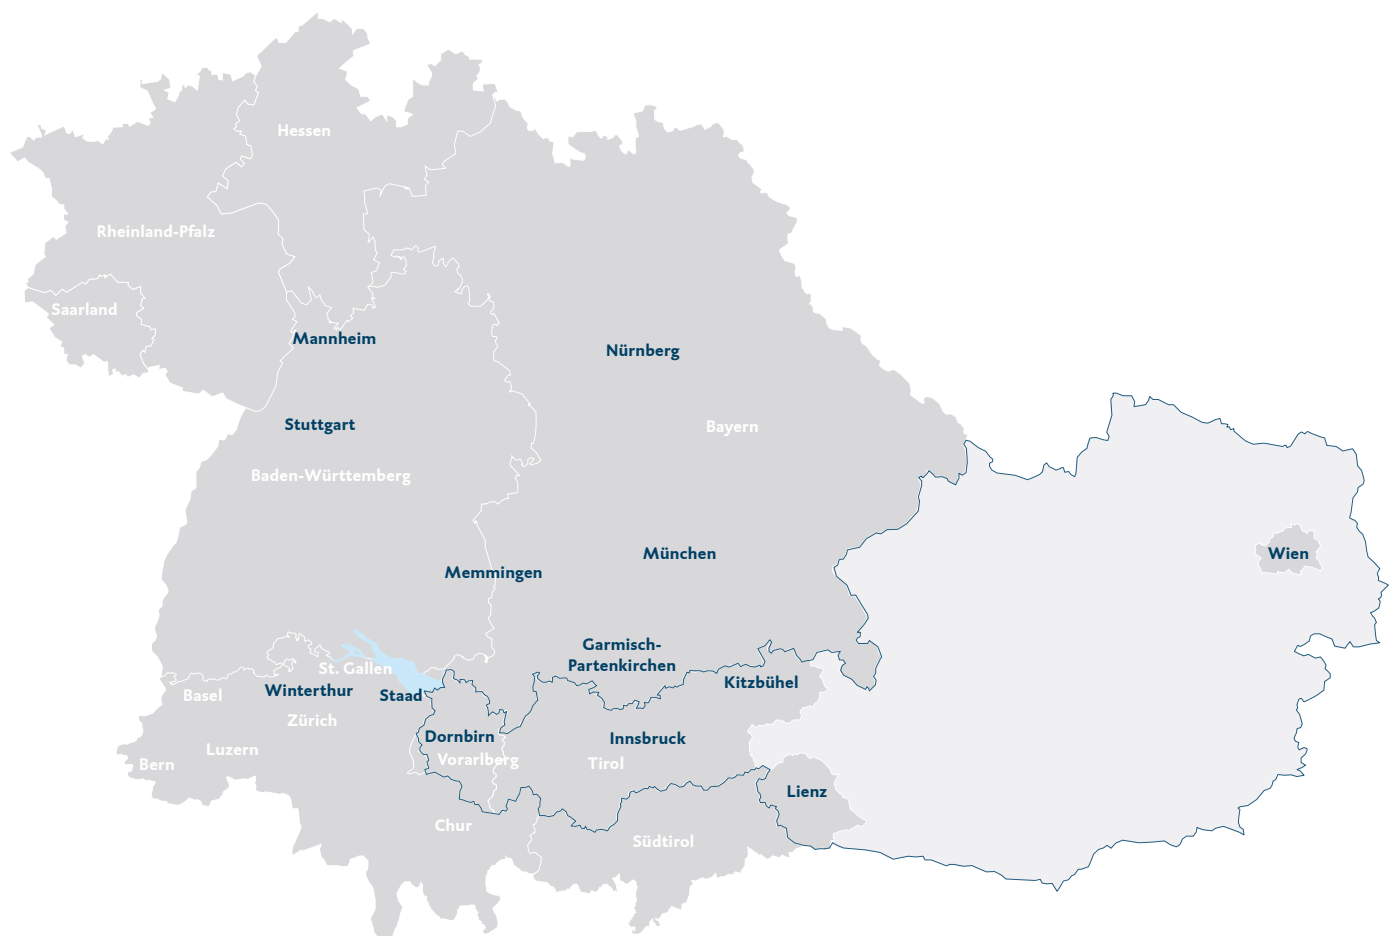 Hessen
Rheinland-Pfalz
Saarland
Mannheim
Nürnberg
Stuttgart
Bayern
Baden-Württemberg
München
Wien
Memmingen
Garmisch-
Partenkirchen
St. Gallen
Kitzbühel
Winterthur
Basel
Staad
Zürich
Dornbirn
Innsbruck
Luzern
Vorarlberg
Tirol
Bern
Lienz
Chur
Südtirol